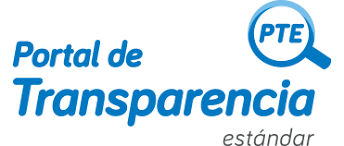 PTE
Portal de
Transparencia
estándar